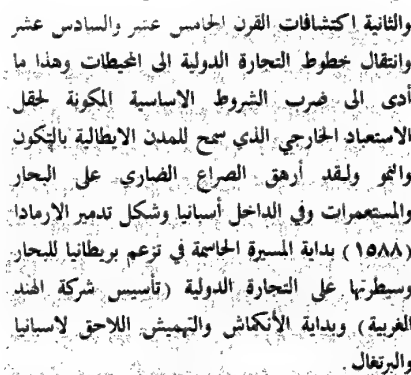 والثانية اكتشافات القرن الخامس عشر والسادس عشر
وانتقال خطوط التجارة الدولية الى المحيطات وهذا ما
أدى الى ضرب الشروط الاساسية المكونة لحقل
الاستعباد الخارجي الذي سمح للمدن الايطالية بالتكون
والنمو ولقد أرهق الصراع الضاري على البحار
والمستعمرات وفي الداخل أسبانيا وشكل تدمير الارمادا
(١٥٨٨) بداية المسيرة الحاسمة في تزعم بريطانيا للبحار
وسيطرتها على التجارة الدولية (تأسيس شركة الهند
الغربية) وبداية الأنكماش والتهميش اللاحق لاسبانيا
والبرتغال.